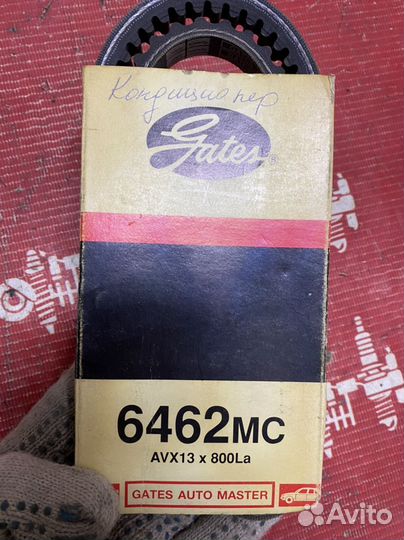 Кондиционер
Gates®
6462MC
AVX13 x 800La
GATES AUTO MASTER
Avito